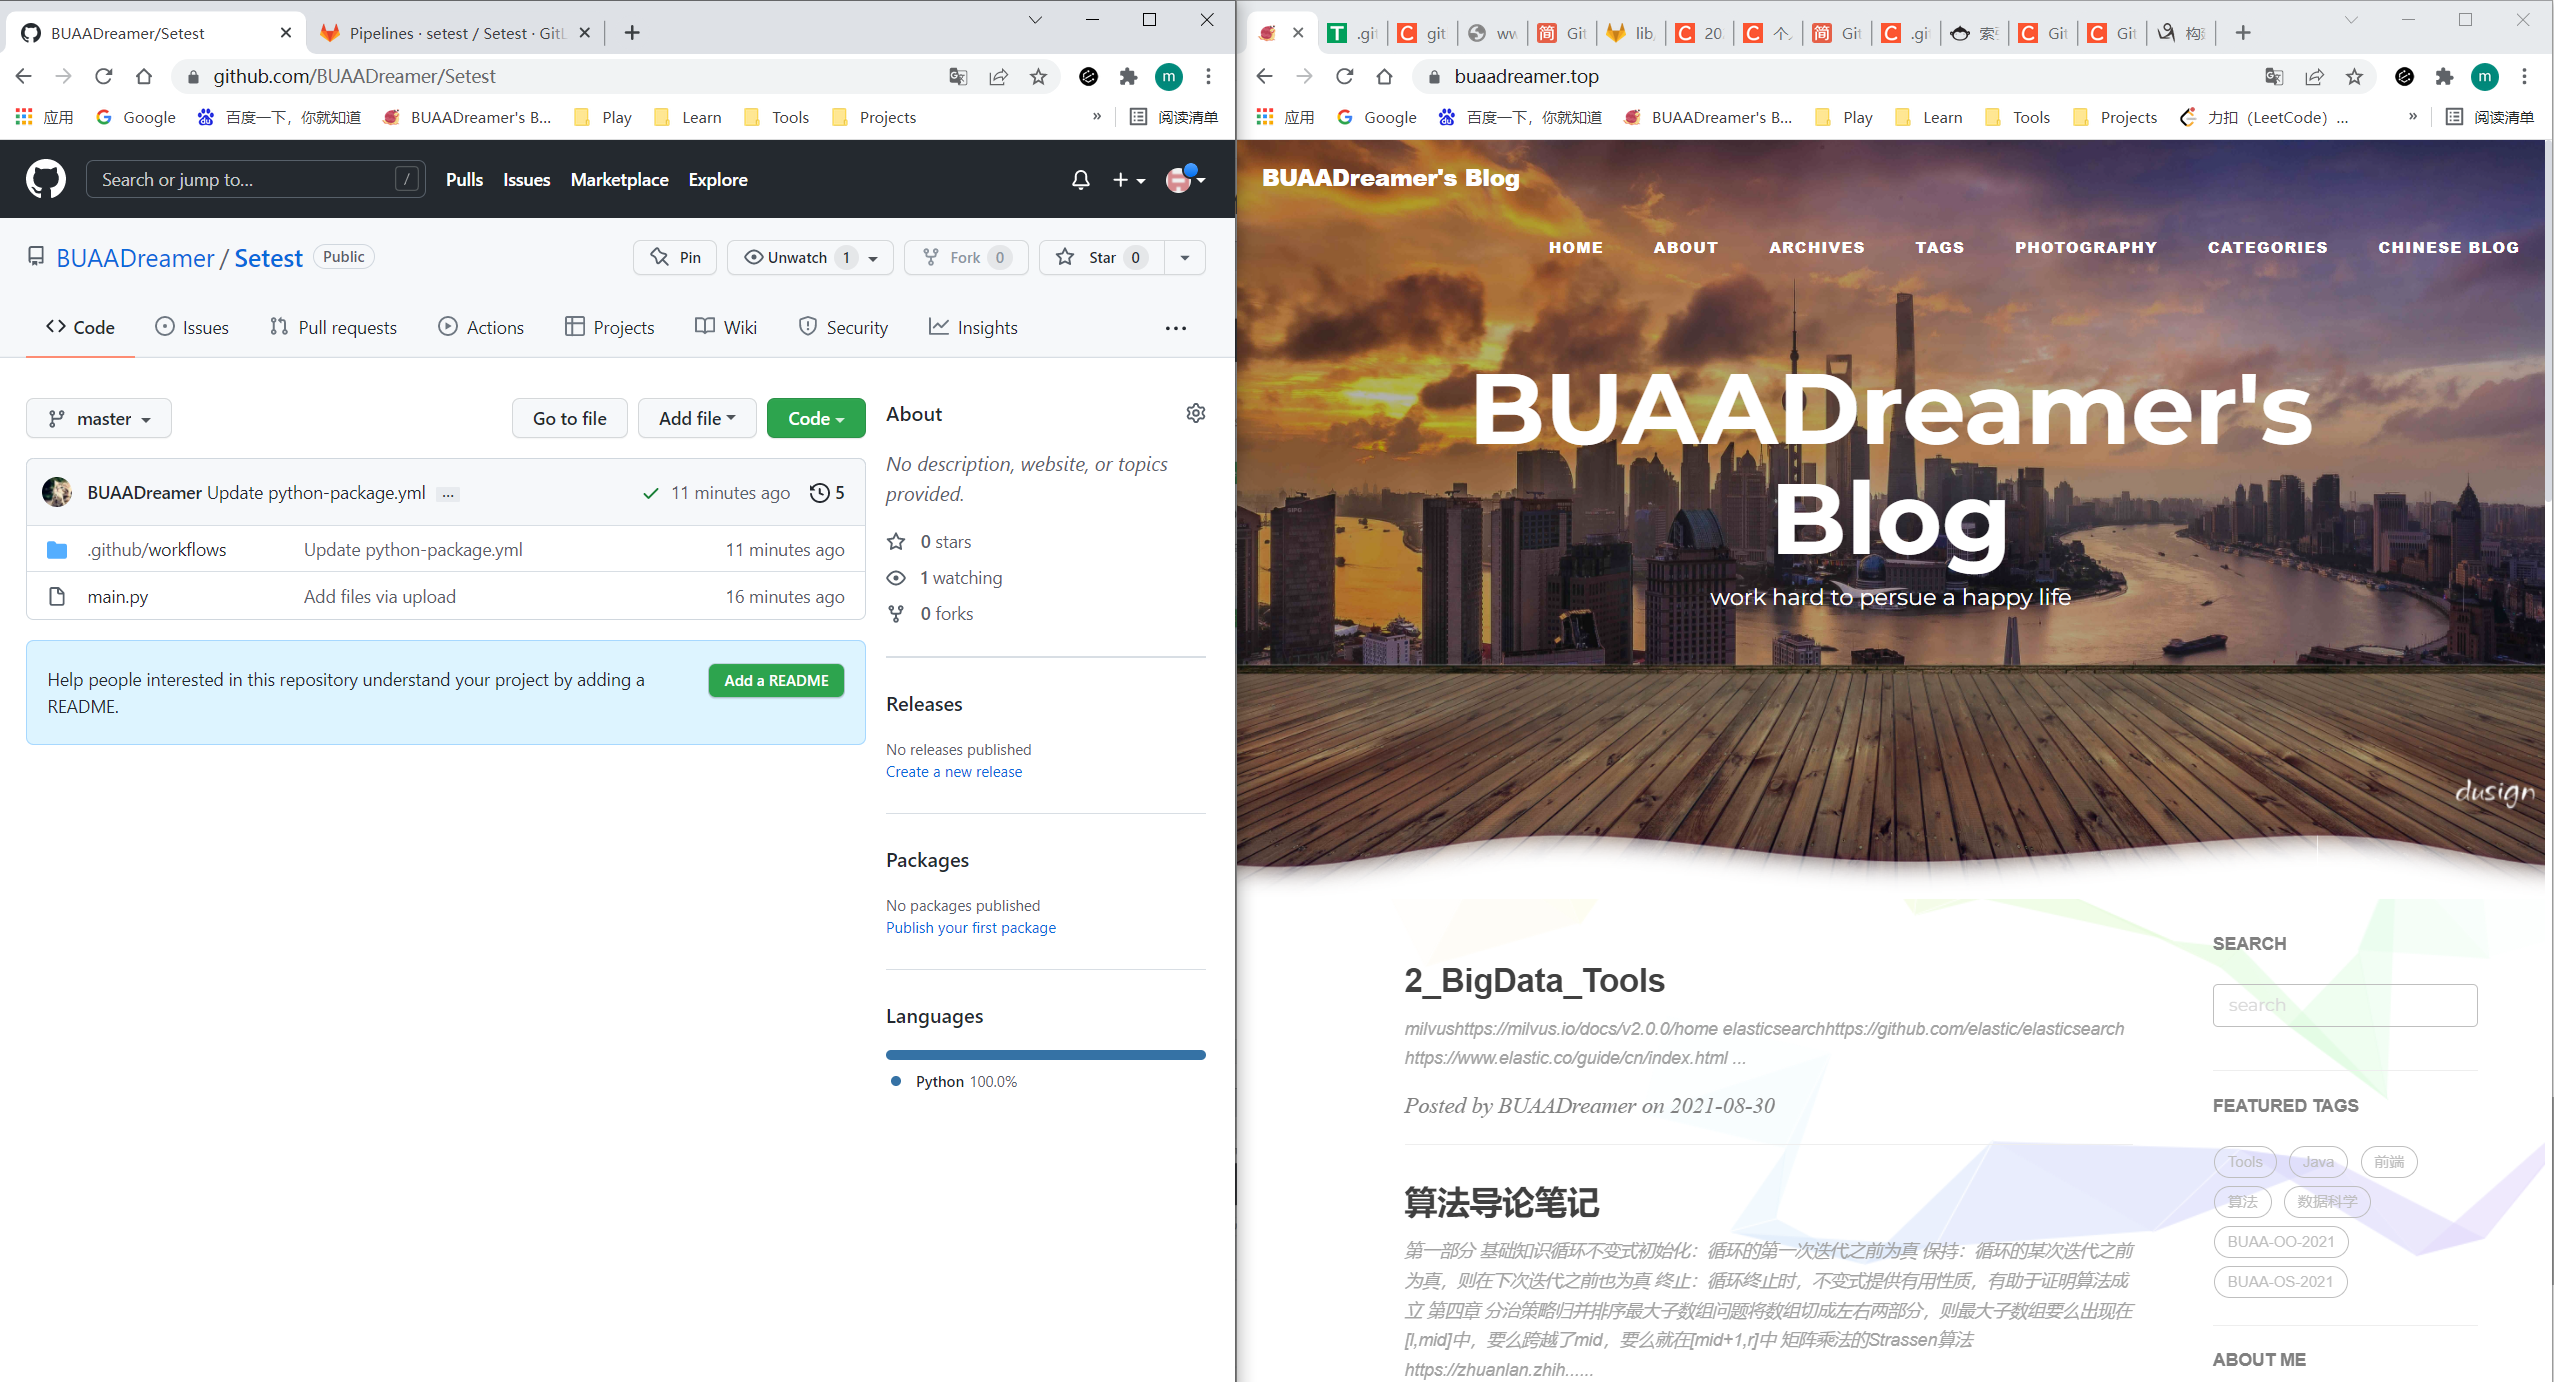 BUAADreamer/Setest
Pipelines · setest / Setest · GitL
github.com/BUAADreamer/Setest
应用
Google
百度一下，你就知道
BUAADreamer's B...
Play
Learn
Tools
Projects
»
阅读清单
Search or jump to...
/
Pulls
Issues
Marketplace
Explore
BUAADreamer / Setest
Public
Pin
Unwatch 1
Fork 0
Star 0
Code
Issues
Pull requests
Actions
Projects
Wiki
Security
Insights
...
master
Go to file
Add file
Code
BUAADreamer Update python-package.yml ...
11 minutes ago
5
.github/workflows
Update python-package.yml
11 minutes ago
main.py
Add files via upload
16 minutes ago
Help people interested in this repository understand your project by adding a
README.
Add a README
About
No description, website, or topics
provided.
0 stars
1 watching
0 forks
Releases
No releases published
Create a new release
Packages
No packages published
Publish your first package
Languages
Python 100.0%
.git
git
ww
Git
lib
20
个
Git
.gi
索
Git
Git
构
buaadreamer.top
应用
Google
百度一下，你就知道
BUAADreamer's B...
Play
Learn
Tools
Projects
力扣（LeetCode）...
»
阅读清单
BUAADreamer's Blog
HOME
ABOUT
ARCHIVES
TAGS
PHOTOGRAPHY
CATEGORIES
CHINESE BLOG
BUAADreamer's
Blog
work hard to persue a happy life
dusign
2_BigData_Tools
milvushttps://milvus.io/docs/v2.0.0/home elasticsearchhttps://github.com/elastic/elasticsearch
https://www.elastic.co/guide/cn/index.html ...
Posted by BUAADreamer on 2021-08-30
算法导论笔记
第一部分 基础知识循环不变式初始化：循环的第一次迭代之前为真 保持：循环的某次迭代之前
为真，则在下次迭代之前也为真 终止：循环终止时，不变式提供有用性质，有助于证明算法成
立 第四章 分治策略归并排序最大子数组问题将数组切成左右两部分，则最大子数组要么出现在
[l,mid]中，要么跨越了mid，要么就在[mid+1,r]中 矩阵乘法的Strassen算法
https://zhuanlan.zhih......
SEARCH
search
FEATURED TAGS
Tools
Java
前端
算法
数据科学
BUAA-OO-2021
BUAA-OS-2021
ABOUT ME